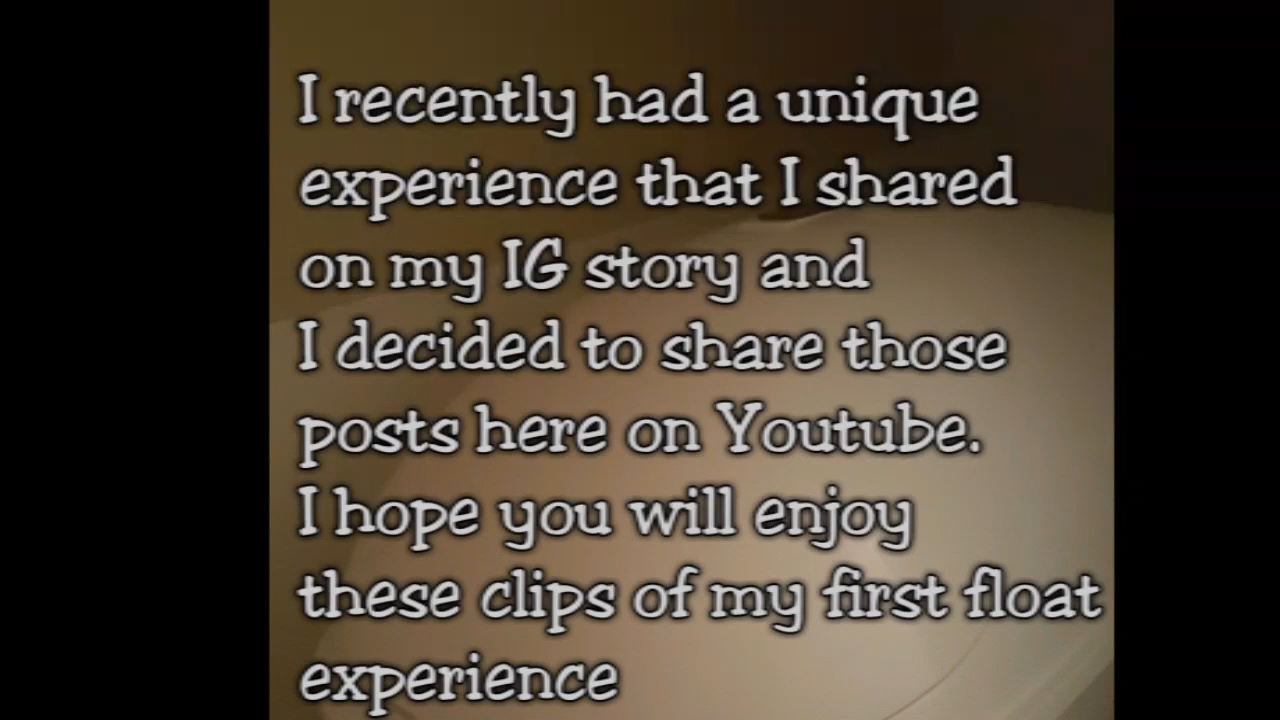 I recently had a unique
experience that I shared
on my IG story and
I decided to share those
posts here on Youtube.
I hope you will enjoy
these clips of my first float
experience